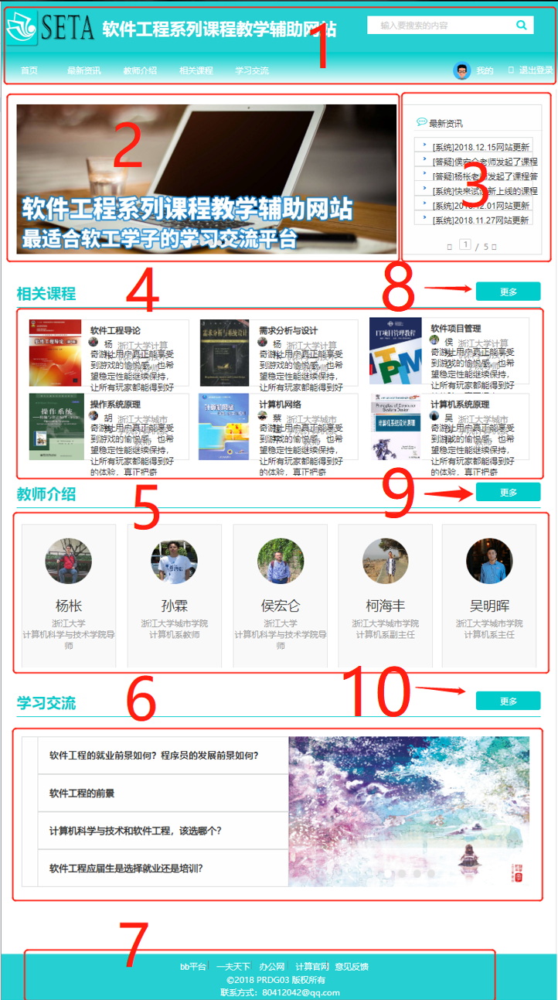 SETA 软件工程系列课程教学辅助网站
输入要搜索的内容
1
首页 最新资讯 教师介绍 相关课程 学习交流 我的 退出登录
2
软件工程系列课程教学辅助网站
最适合软工学子的学习交流平台
最新资讯
[系统]2018.12.15网站更新
[答疑]侯宏仑老师发起了课程
[答疑]杨枨老师发起了课程答
[系统]快来试试新上线的课程
[系统]2018.12.01网站更新
[系统]2018.11.27网站更新
3
1 / 5
相关课程
4
8
更多
软件工程导论
杨
浙江大学计算
奇游让用户真正能享受
到游戏的愉悦感，也希
望稳定性能继续保持，
让所有玩家都能得到好
需求分析与设计
杨
浙江大学计算
奇游让用户真正能享受
到游戏的愉悦感，也希
望稳定性能继续保持，
让所有玩家都能得到好
IT项目管理教程
软件项目管理
侯
浙江大学计算
奇游让用户真正能享受
到游戏的愉悦感，也希
望稳定性能继续保持，
让所有玩家都能得到好
操作系统
操作系统原理
胡
浙江大学城市
奇游让用户真正能享受
到游戏的愉悦感，也希
望稳定性能继续保持，
让所有玩家都能得到好
的体验，真正把奇
计算机网络
计算机网络
蔡
浙江大学城市
奇游让用户真正能享受
到游戏的愉悦感，也希
望稳定性能继续保持，
让所有玩家都能得到好
的体验，真正把奇
计算机系统设计原理
计算机系统原理
吴
浙江大学城市
奇游让用户真正能享受
到游戏的愉悦感，也希
望稳定性能继续保持，
让所有玩家都能得到好
的体验，真正把奇
教师介绍
5
9
更多
杨枨
浙江大学
计算机科学与技术学院导
师
孙霖
浙江大学城市学院
计算机系教师
侯宏仑
浙江大学
计算机科学与技术学院导
师
柯海丰
浙江大学城市学院
计算机系副主任
吴明晖
浙江大学城市学院
计算机系主任
学习交流
6
10
更多
软件工程的就业前景如何？程序员的发展前景如何？
软件工程的前景
计算机科学与技术和软件工程，该选哪个？
软件工程应届生是选择就业还是培训？
7
bb平台 一夫天下 办公网 计算官网 意见反馈
©2018 PRDG03 版权所有
联系方式：80412042@qq.com